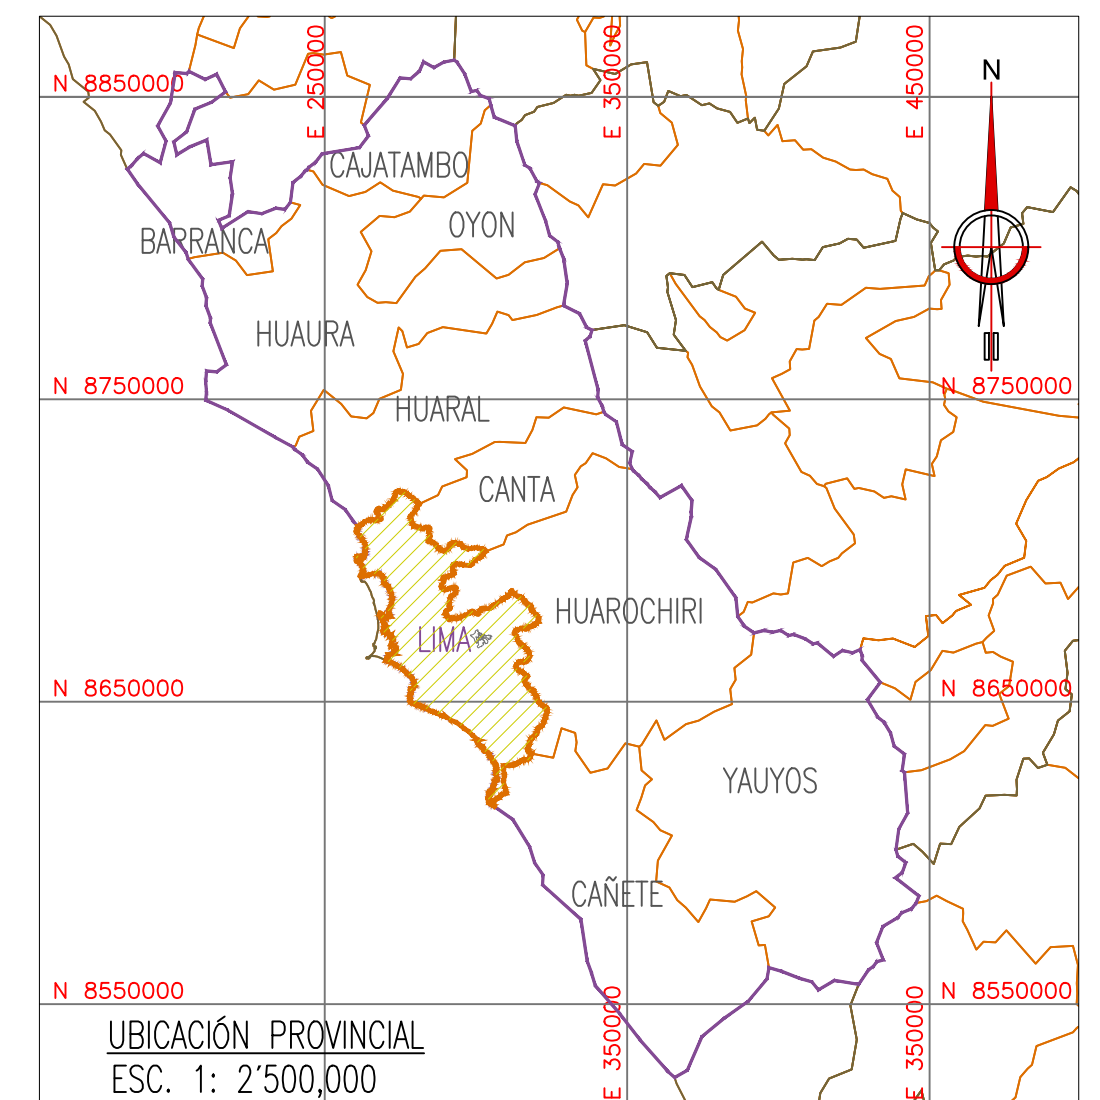 E 250000
E 350000
E 450000
N
N 8850000
CAJATAMBO
OYON
BARRANCA
HUAURA
N 8750000
N 8750000
HUARAL
CANTA
HUAROCHIRI
LIMA
N 8650000
N 8650000
YAUYOS
CAÑETE
N 8550000
N 8550000
E 350000
E 350000
UBICACIÓN PROVINCIAL
ESC. 1: 2'500,000